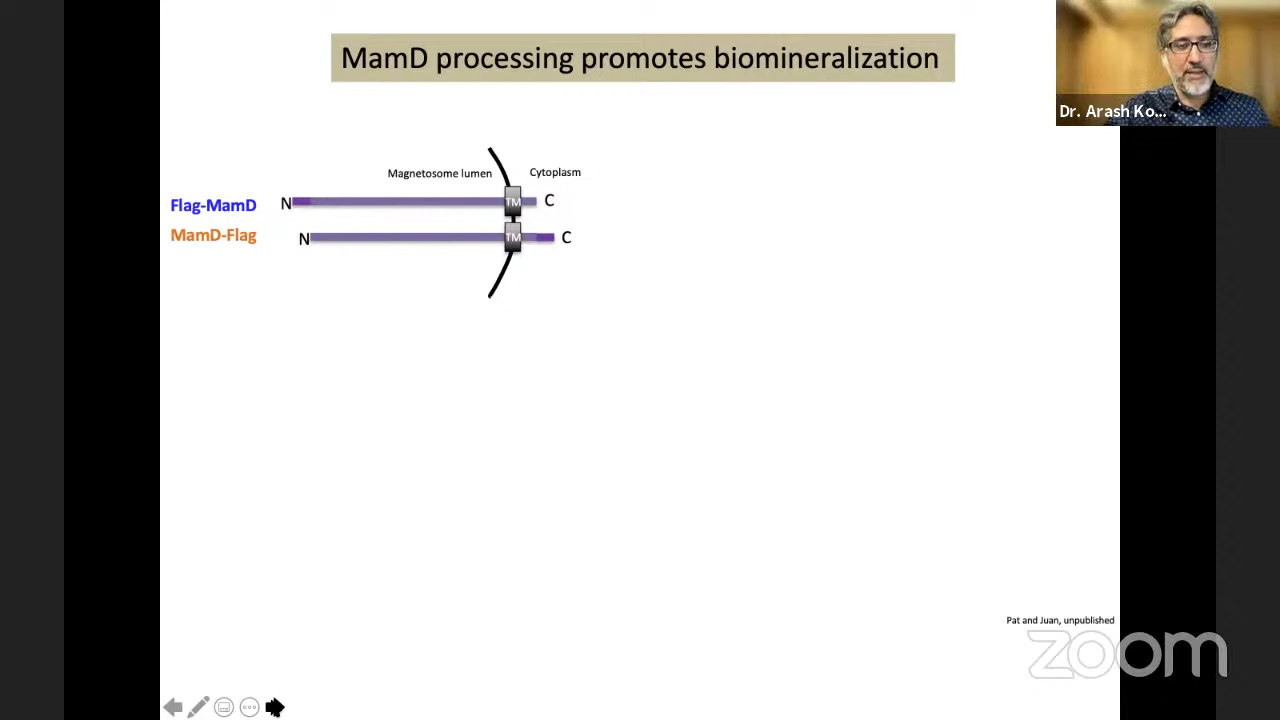 MamD processing promotes biomineralization
Dr. Arash Ko...
Magnetosome lumen
Cytoplasm
Flag-MamD
N
TM
C
MamD-Flag
N
TM
C
Pat and Juan, unpublished
zoom